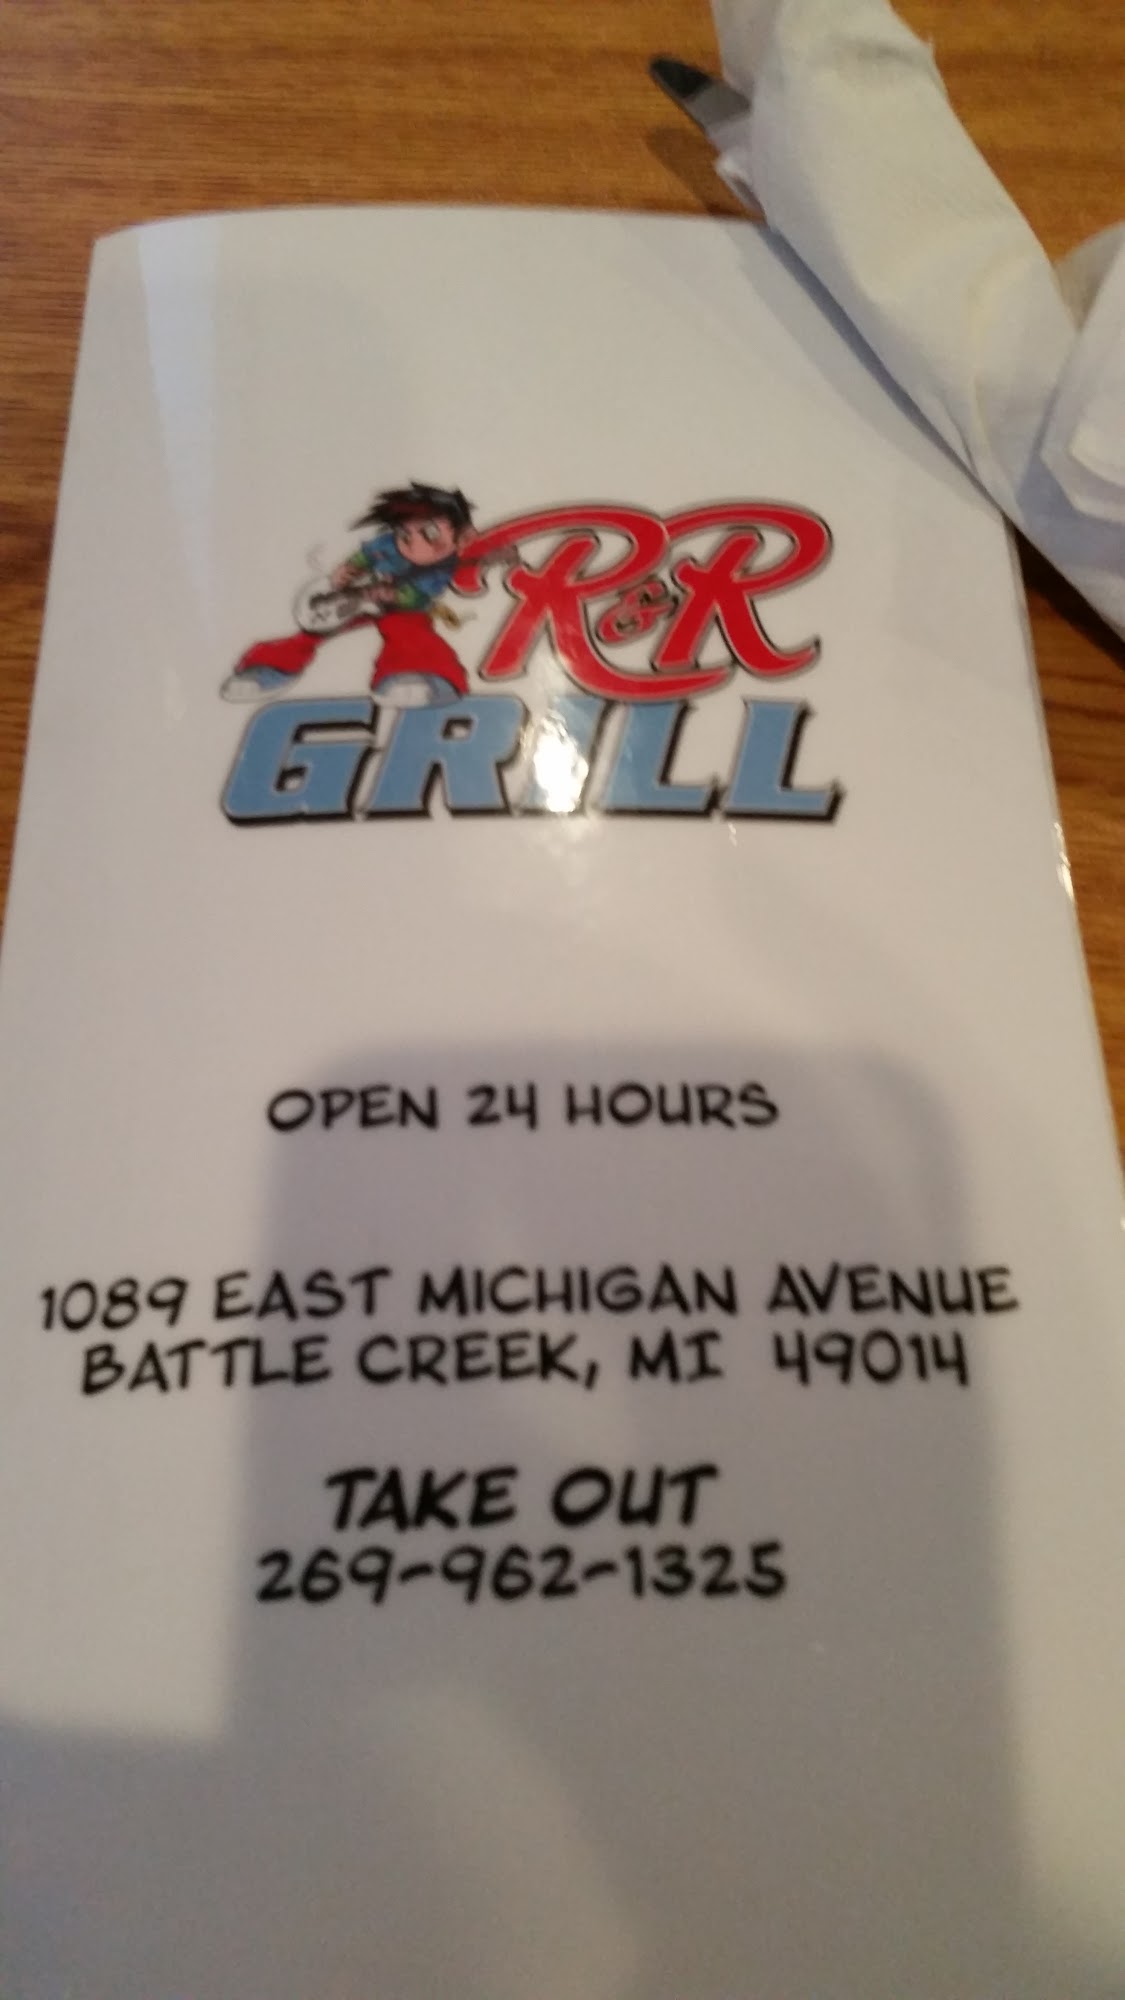 R&R
GRILL
OPEN 24 HOURS
1089 EAST MICHIGAN AVENUE
BATTLE CREEK, MI 49014
TAKE OUT
269-962-1325